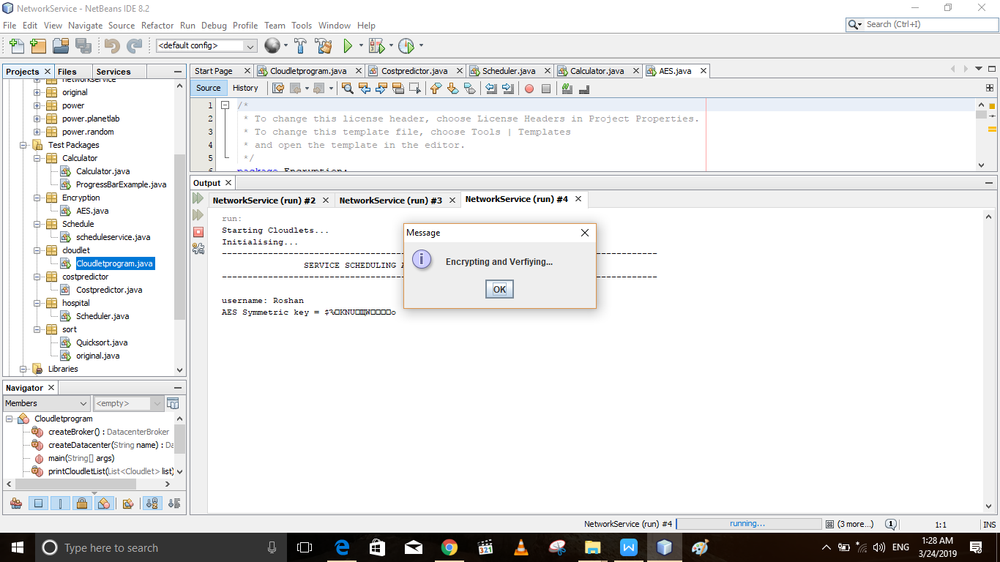 NetworkService - NetBeans IDE 8.2
File Edit View Navigate Source Refactor Run Debug Profile Team Tools Window Help
Search (Ctrl+I)
<default config>
Projects Files Services
networkservice
original
power
power.planetlab
power.random
Test Packages
Calculator
Calculator.java
ProgressBarExample.java
Encryption
AES.java
Schedule
scheduleservice.java
cloudlet
Cloudletprogram.java
costpredictor
Costpredictor.java
hospital
Scheduler.java
sort
Quicksort.java
original.java
Libraries
Navigator
Members <empty>
Cloudletprogram
createBroker() : DatacenterBroker
createDatacenter(String name) : Da
main(String[] args)
printCloudletList(List<Cloudlet> list)
Start Page Cloudletprogram.java Costpredictor.java Scheduler.java Calculator.java AES.java
Source History
1 /*
2 * To change this license header, choose License Headers in Project Properties.
3 * To change this template file, choose Tools | Templates
4 * and open the template in the editor.
5 */
6 package Encryption;
Output
NetworkService (run) #2 NetworkService (run) #3 NetworkService (run) #4
run:
Starting Cloudlets...
Initialising...
SERVICE SCHEDULING
username: Roshan
AES Symmetric key = $%□KNU□
Message
Encrypting and Verfiying...
OK
NetworkService (run) #4 running... (3 more...) 1 1:1 INS
Type here to search
321
W
ENG
1:28 AM
3/24/2019